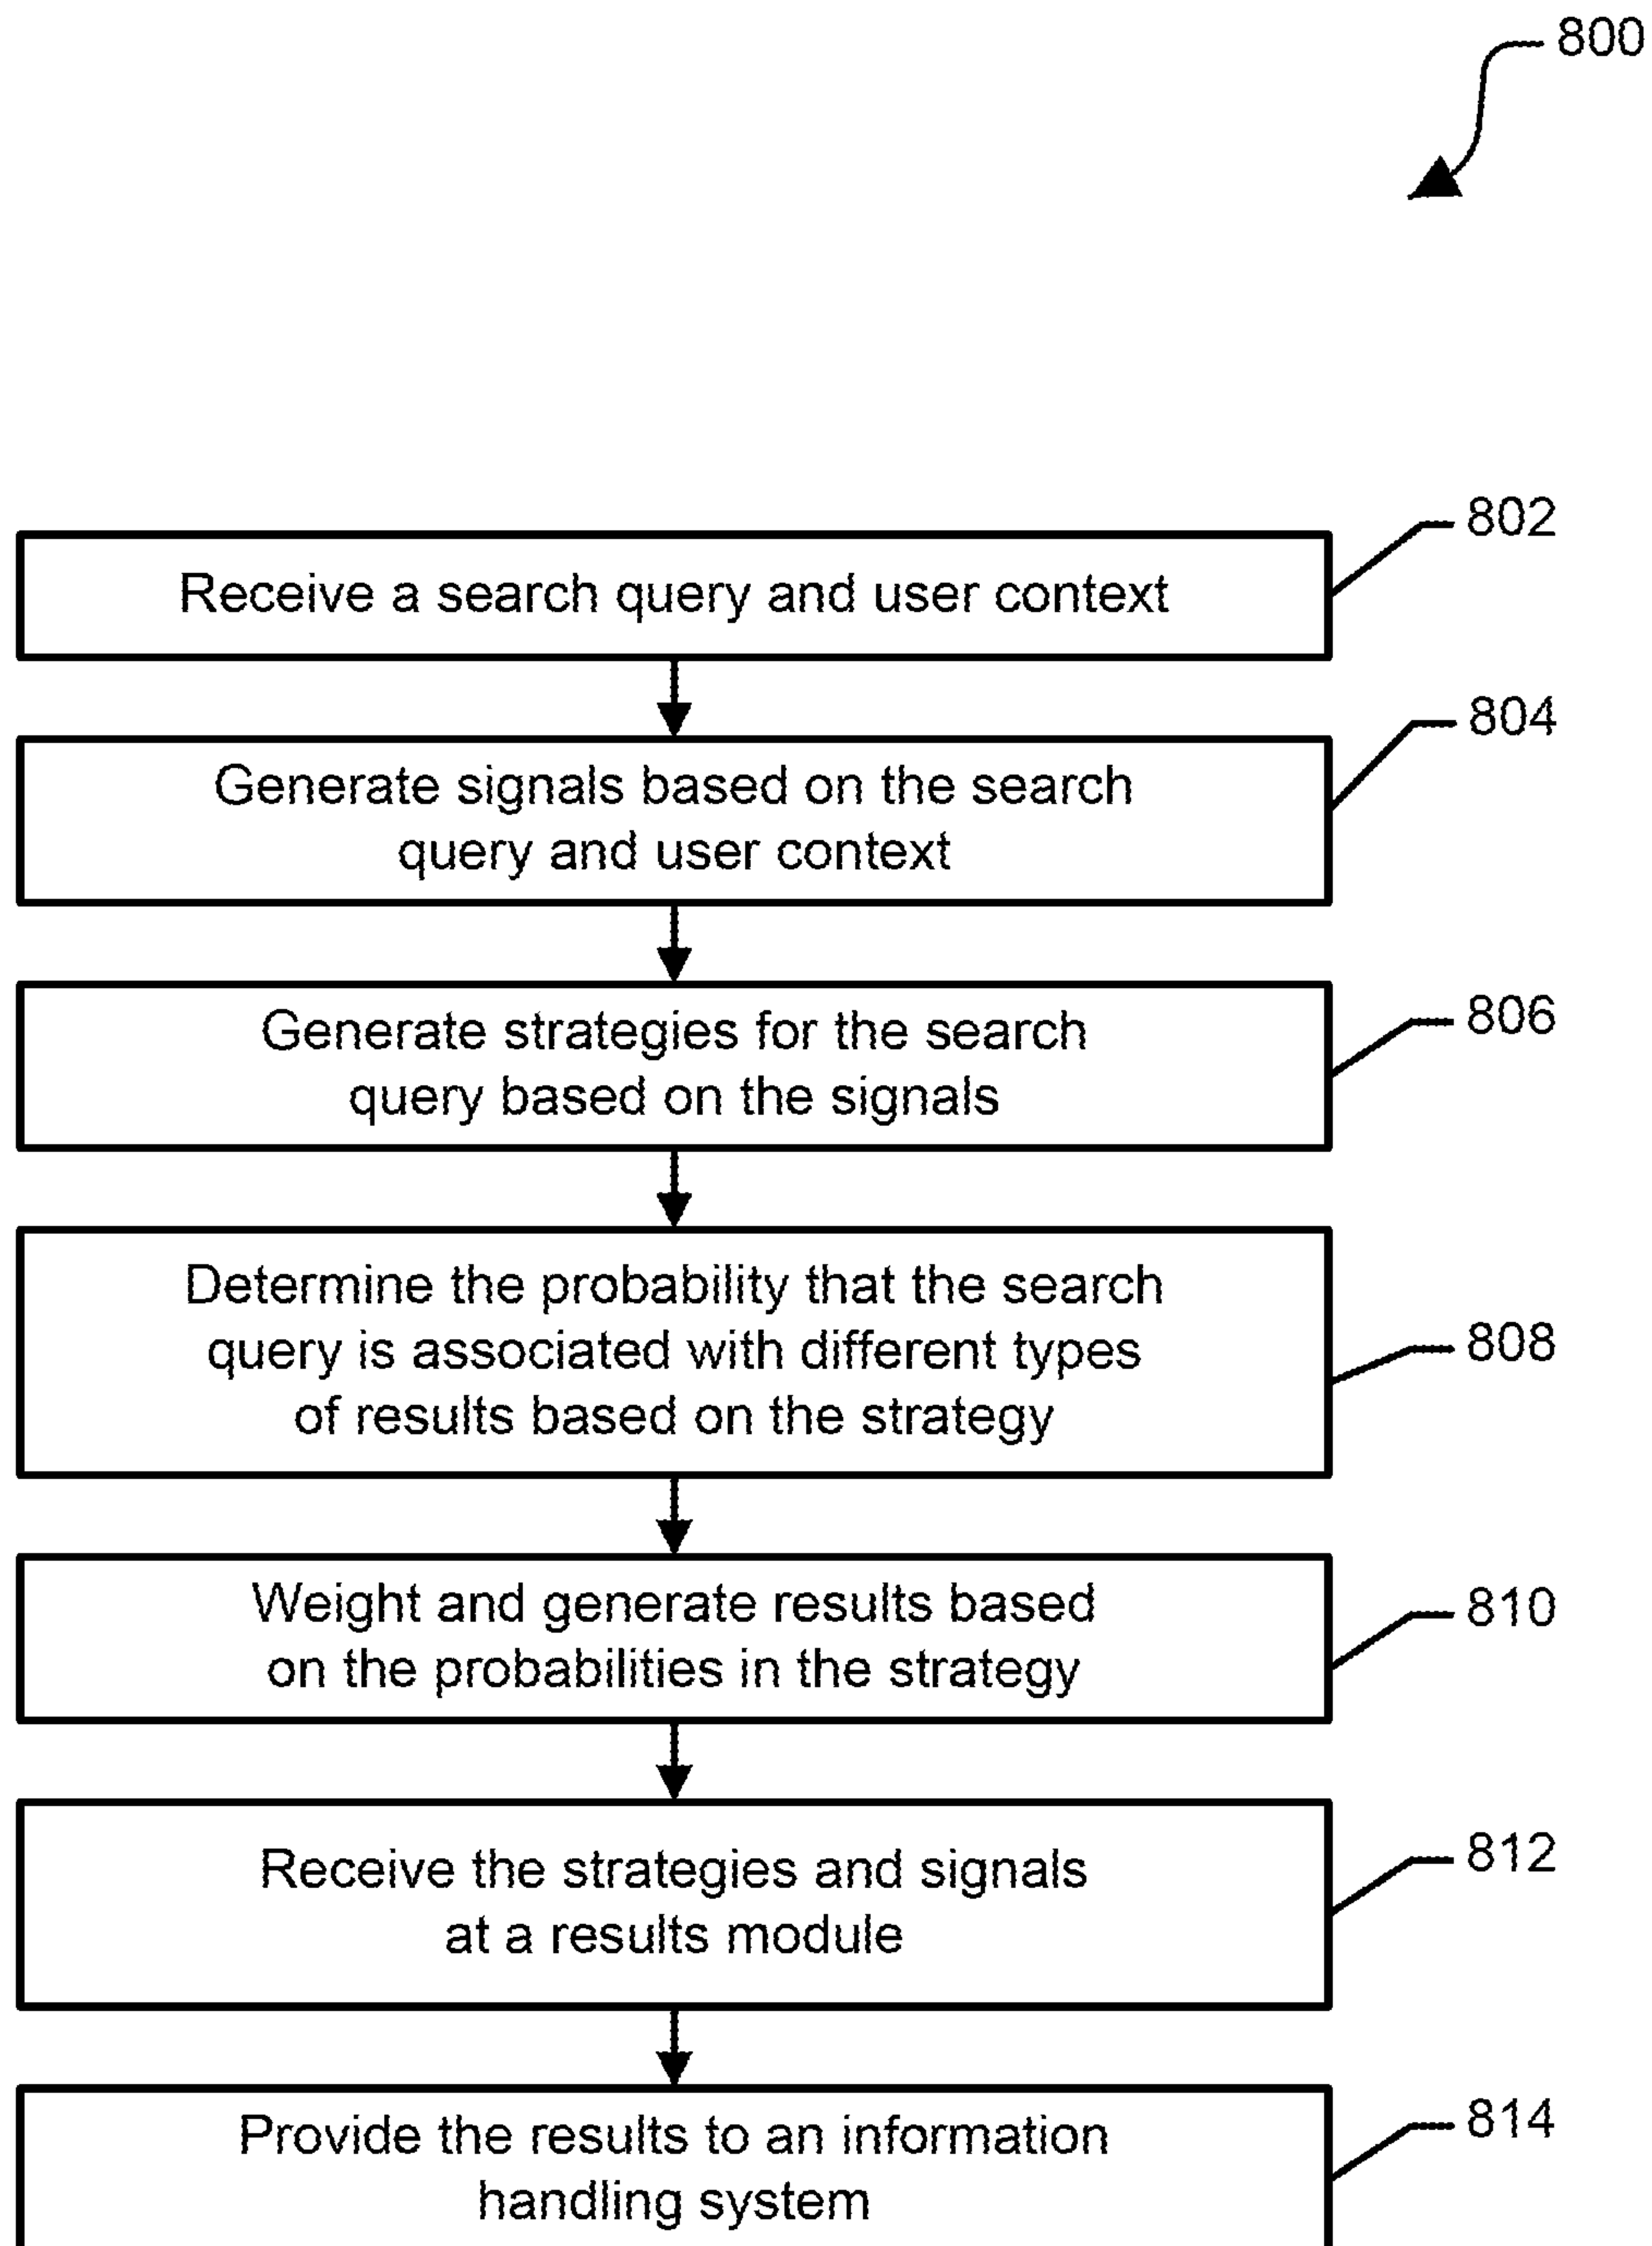 800
Receive a search query and user context
802
Generate signals based on the search
query and user context
804
Generate strategies for the search
query based on the signals
806
Determine the probability that the search
query is associated with different types
of results based on the strategy
808
Weight and generate results based
on the probabilities in the strategy
810
Receive the strategies and signals
at a results module
812
Provide the results to an information
handling system
814